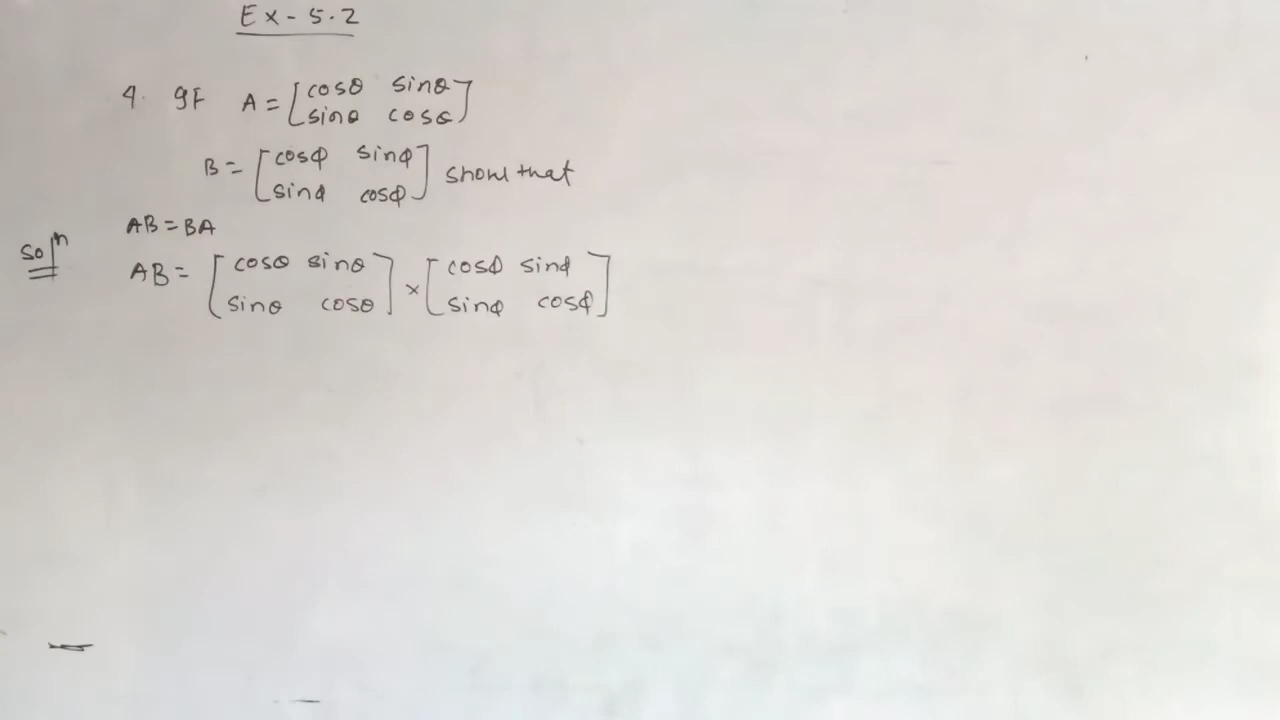 Ex - 5.2
4. If A = [cosθ sinθ
sinθ cosθ]
B = [cosφ sinφ
sinφ cosφ] show that
AB = BA
Solⁿ
AB = [cosθ sinθ × [cosφ sinφ
sinθ cosθ] sinφ cosφ]